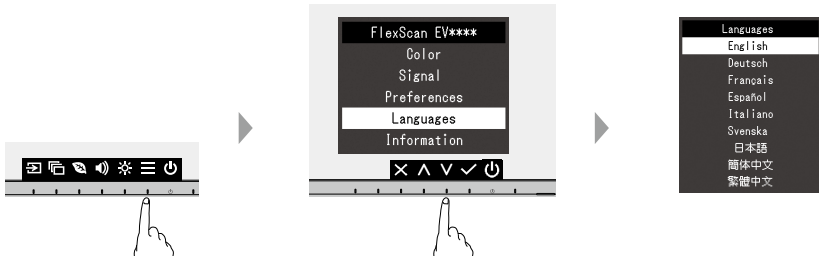 FlexScan EV****
Color
Signal
Preferences
Languages
Information
Languages
English
Deutsch
Français
Español
Italiano
Svenska
日本語
簡体中文
繁體中文